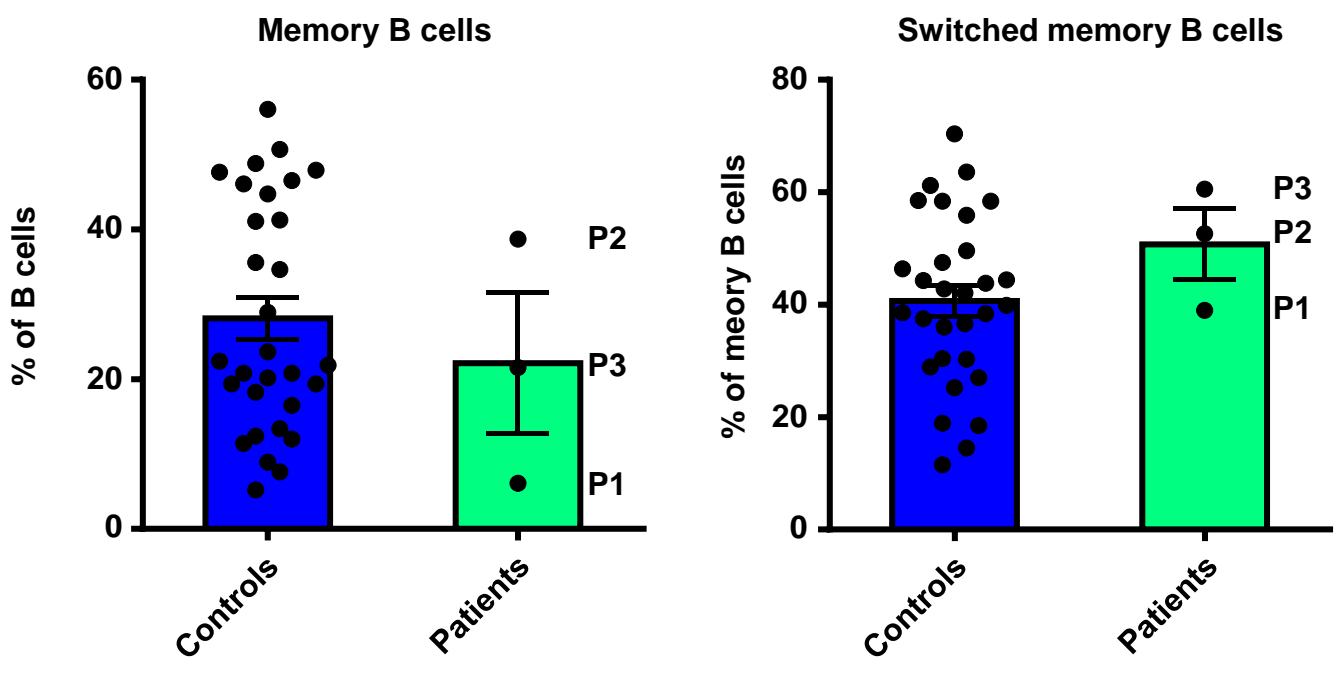 Memory B cells
% of B cells
60
40
20
0
P2
P3
P1
Controls
Patients
Switched memory B cells
% of meory B cells
80
60
40
20
0
P3
P2
P1
Controls
Patients